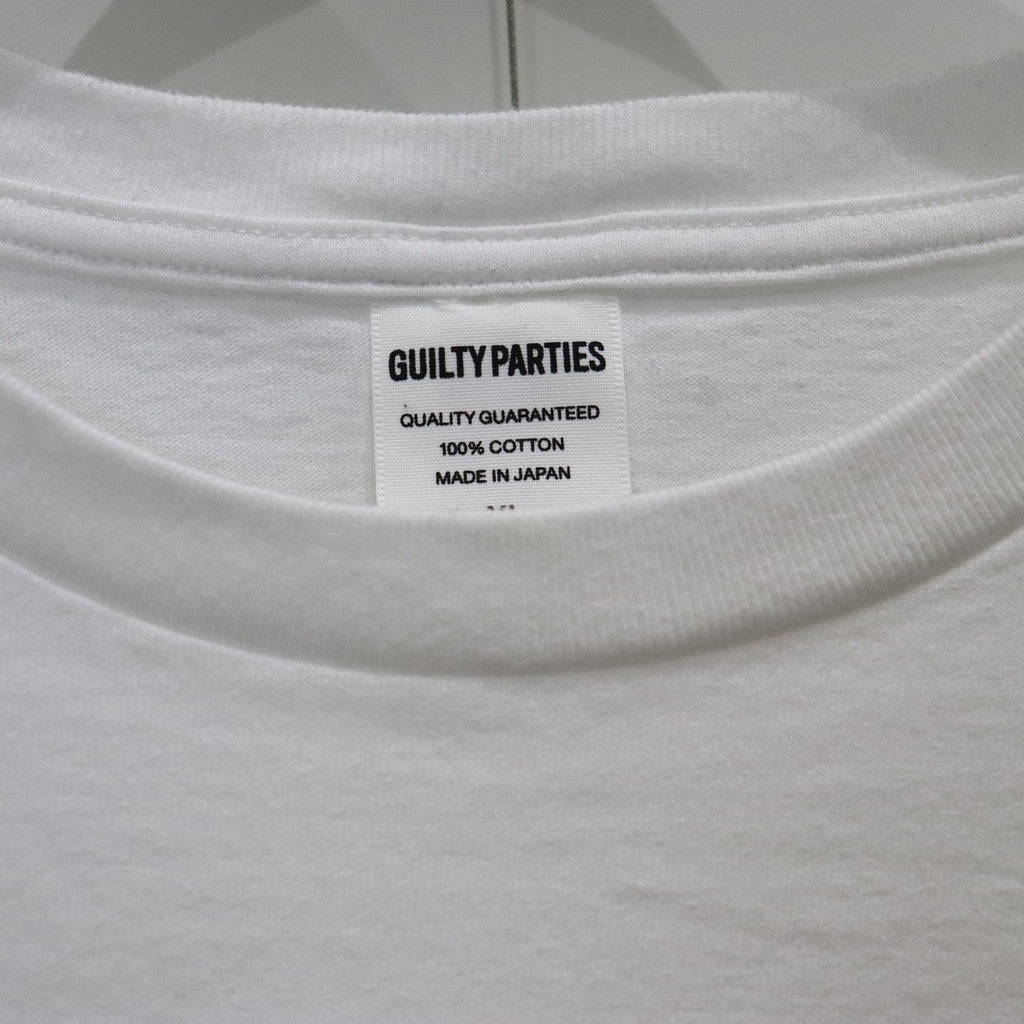 GUILTY PARTIES
QUALITY GUARANTEED
100% COTTON
MADE IN JAPAN